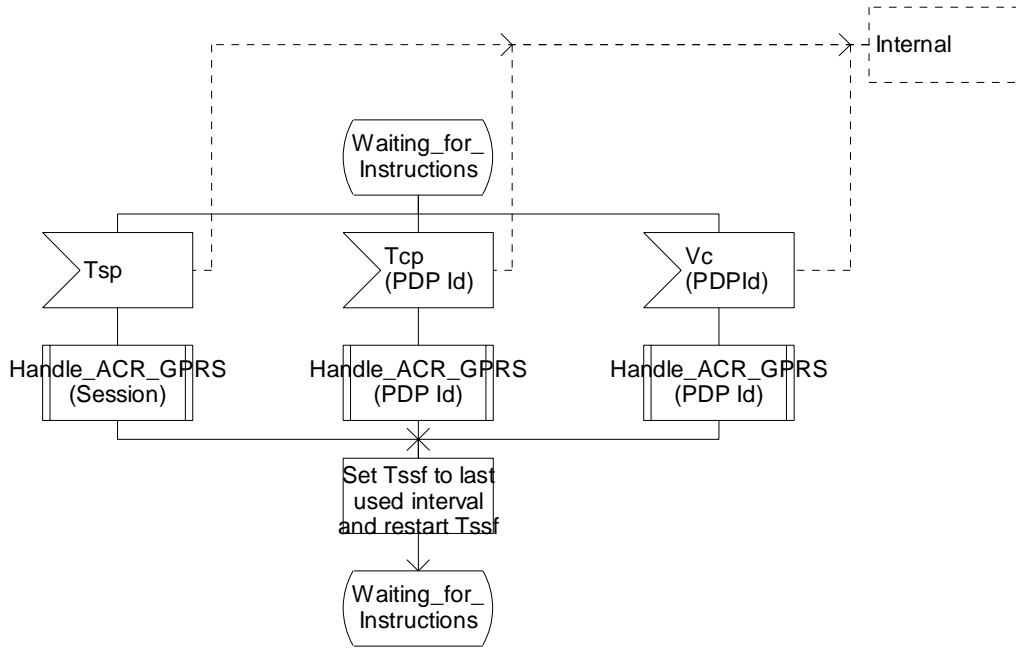 Internal
Waiting_for_
Instructions
Tsp
Tcp
(PDP Id)
Vc
(PDPId)
Handle_ACR_GPRS
(Session)
Handle_ACR_GPRS
(PDP Id)
Handle_ACR_GPRS
(PDP Id)
Set Tssf to last
used interval
and restart Tssf
Waiting_for_
Instructions